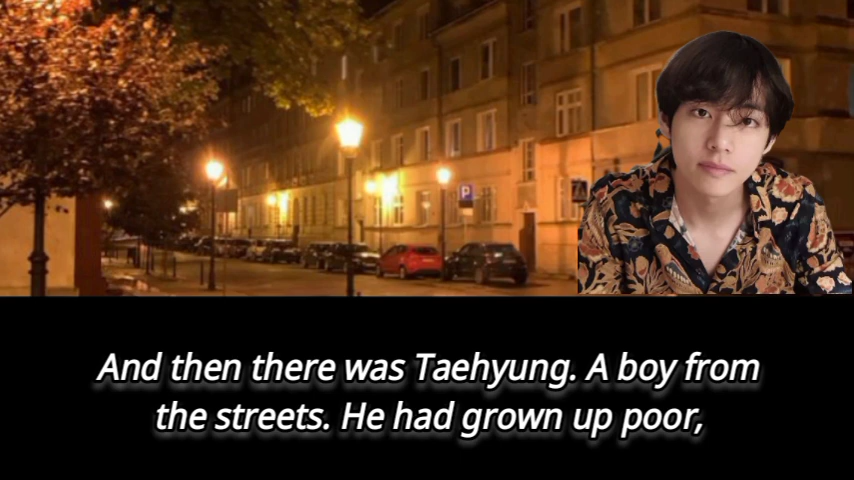 P
And then there was Taehyung. A boy from
the streets. He had grown up poor,